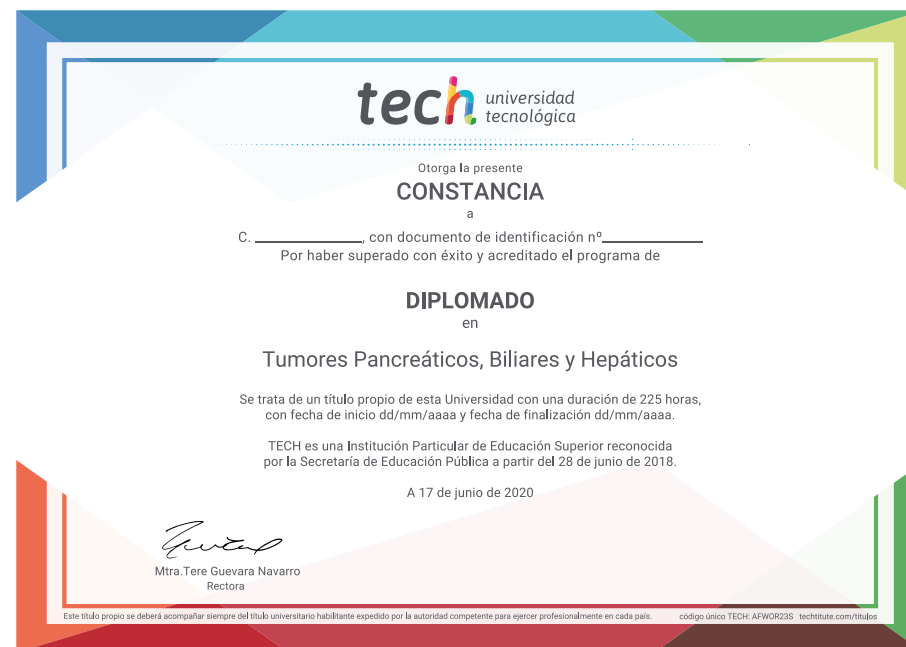 tech universidad
tecnológica
Otorga la presente
CONSTANCIA
a
C. ______________, con documento de identificación nº_____________
Por haber superado con éxito y acreditado el programa de
DIPLOMADO
en
Tumores Pancreáticos, Biliares y Hepáticos
Se trata de un título propio de esta Universidad con una duración de 225 horas,
con fecha de inicio dd/mm/aaaa y fecha de finalización dd/mm/aaaa.
TECH es una Institución Particular de Educación Superior reconocida
por la Secretaría de Educación Pública a partir del 28 de junio de 2018.
A 17 de junio de 2020
Mtra.Tere Guevara Navarro
Rectora
Este título propio se deberá acompañar siempre del título universitario habilitante expedido por la autoridad competente para ejercer profesionalmente en cada país. código único TECH: AFWOR23S techtitute.com/titulos